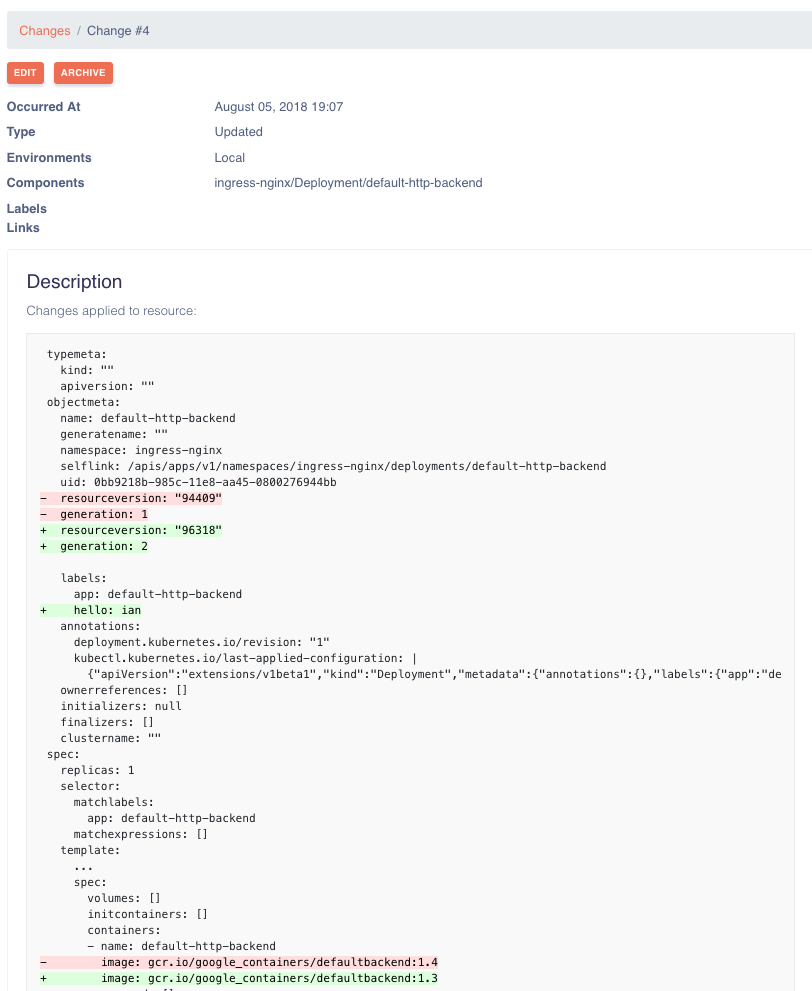 Changes / Change #4
EDIT ARCHIVE
Occurred At August 05, 2018 19:07
Type Updated
Environments Local
Components ingress-nginx/Deployment/default-http-backend
Labels
Links
Description
Changes applied to resource:
typemeta:
kind: ""
apiversion: ""
objectmeta:
name: default-http-backend
generatename: ""
namespace: ingress-nginx
selflink: /apis/apps/v1/namespaces/ingress-nginx/deployments/default-http-backend
uid: 0bb9218b-985c-11e8-aa45-0800276944bb
- resourceversion: "94409"
- generation: 1
+ resourceversion: "96318"
+ generation: 2
labels:
app: default-http-backend
+ hello: ian
annotations:
deployment.kubernetes.io/revision: "1"
kubectl.kubernetes.io/last-applied-configuration: |
{"apiVersion":"extensions/v1beta1","kind":"Deployment","metadata":{"annotations":{},"labels":{"app":"de
ownerreferences: []
initializers: null
finalizers: []
clustername: ""
spec:
replicas: 1
selector:
matchlabels:
app: default-http-backend
matchexpressions: []
template:
...
spec:
volumes: []
initcontainers: []
containers:
- name: default-http-backend
- image: gcr.io/google_containers/defaultbackend:1.4
+ image: gcr.io/google_containers/defaultbackend:1.3